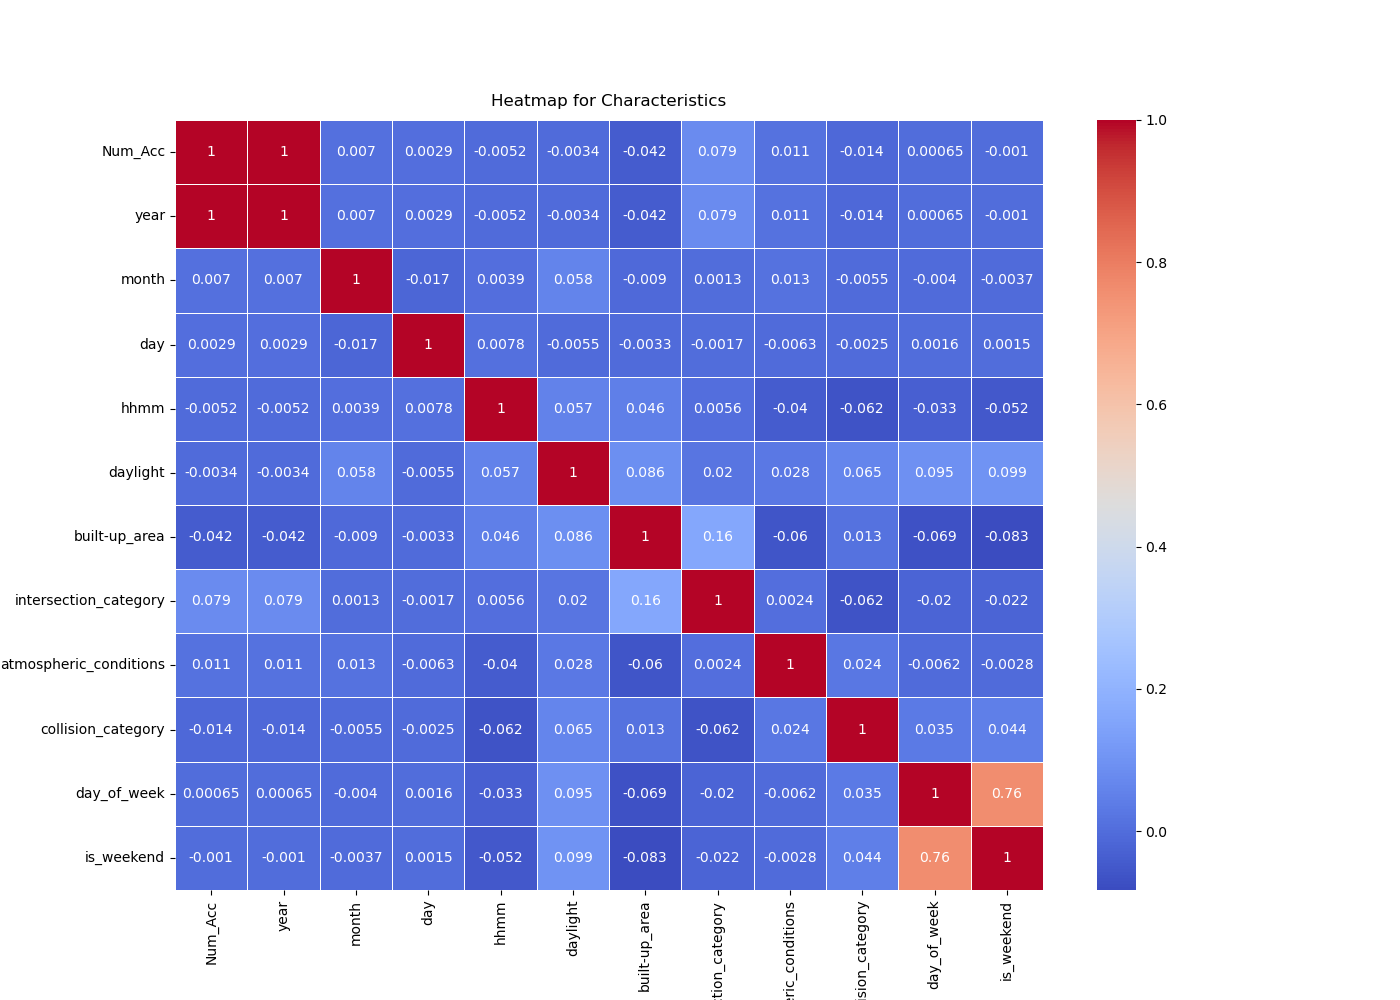 Heatmap for Characteristics
Num_Acc 1 1 0.007 0.0029 -0.0052 -0.0034 -0.042 0.079 0.011 -0.014 0.00065 -0.001
year 1 1 0.007 0.0029 -0.0052 -0.0034 -0.042 0.079 0.011 -0.014 0.00065 -0.001
month 0.007 0.007 1 -0.017 0.0039 0.058 -0.009 0.0013 0.013 -0.0055 -0.004 -0.0037
day 0.0029 0.0029 -0.017 1 0.0078 -0.0055 -0.0033 -0.0017 -0.0063 -0.0025 0.0016 0.0015
hhmm -0.0052 -0.0052 0.0039 0.0078 1 0.057 0.046 0.0056 -0.04 -0.062 -0.033 -0.052
daylight -0.0034 -0.0034 0.058 -0.0055 0.057 1 0.086 0.02 0.028 0.065 0.095 0.099
built-up_area -0.042 -0.042 -0.009 -0.0033 0.046 0.086 1 0.16 -0.06 0.013 -0.069 -0.083
intersection_category 0.079 0.079 0.0013 -0.0017 0.0056 0.02 0.16 1 0.0024 -0.062 -0.02 -0.022
atmospheric_conditions 0.011 0.011 0.013 -0.0063 -0.04 0.028 -0.06 0.0024 1 0.024 -0.0062 -0.0028
collision_category -0.014 -0.014 -0.0055 -0.0025 -0.062 0.065 0.013 -0.062 0.024 1 0.035 0.044
day_of_week 0.00065 0.00065 -0.004 0.0016 -0.033 0.095 -0.069 -0.02 -0.0062 0.035 1 0.76
is_weekend -0.001 -0.001 -0.0037 0.0015 -0.052 0.099 -0.083 -0.022 -0.0028 0.044 0.76 1
Num_Acc
year
month
day
hhmm
daylight
built-up_area
ction_category
eric_conditions
ision_category
day_of_week
is_weekend
1.0
0.8
0.6
0.4
0.2
0.0